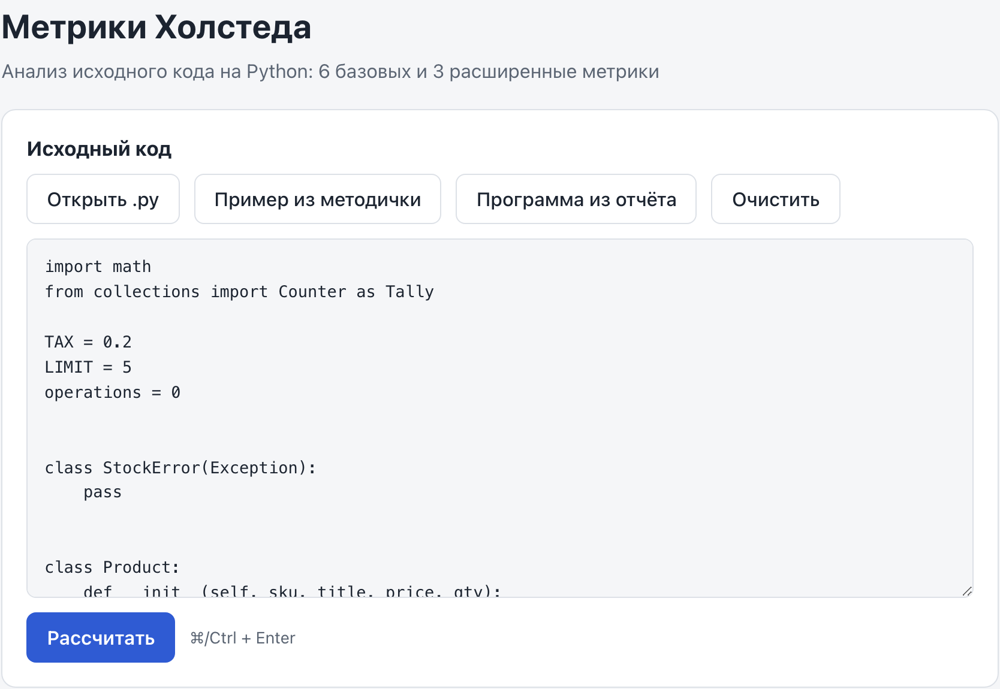 Метрики Холстеда
Анализ исходного кода на Python: 6 базовых и 3 расширенные метрики
Исходный код
Открыть .py
Пример из методички
Программа из отчёта
Очистить
import math
from collections import Counter as Tally
TAX = 0.2
LIMIT = 5
operations = 0
class StockError(Exception):
    pass
class Product:
    def __init__(self, sku, title, price, qty):
Рассчитать
⌘/Ctrl + Enter